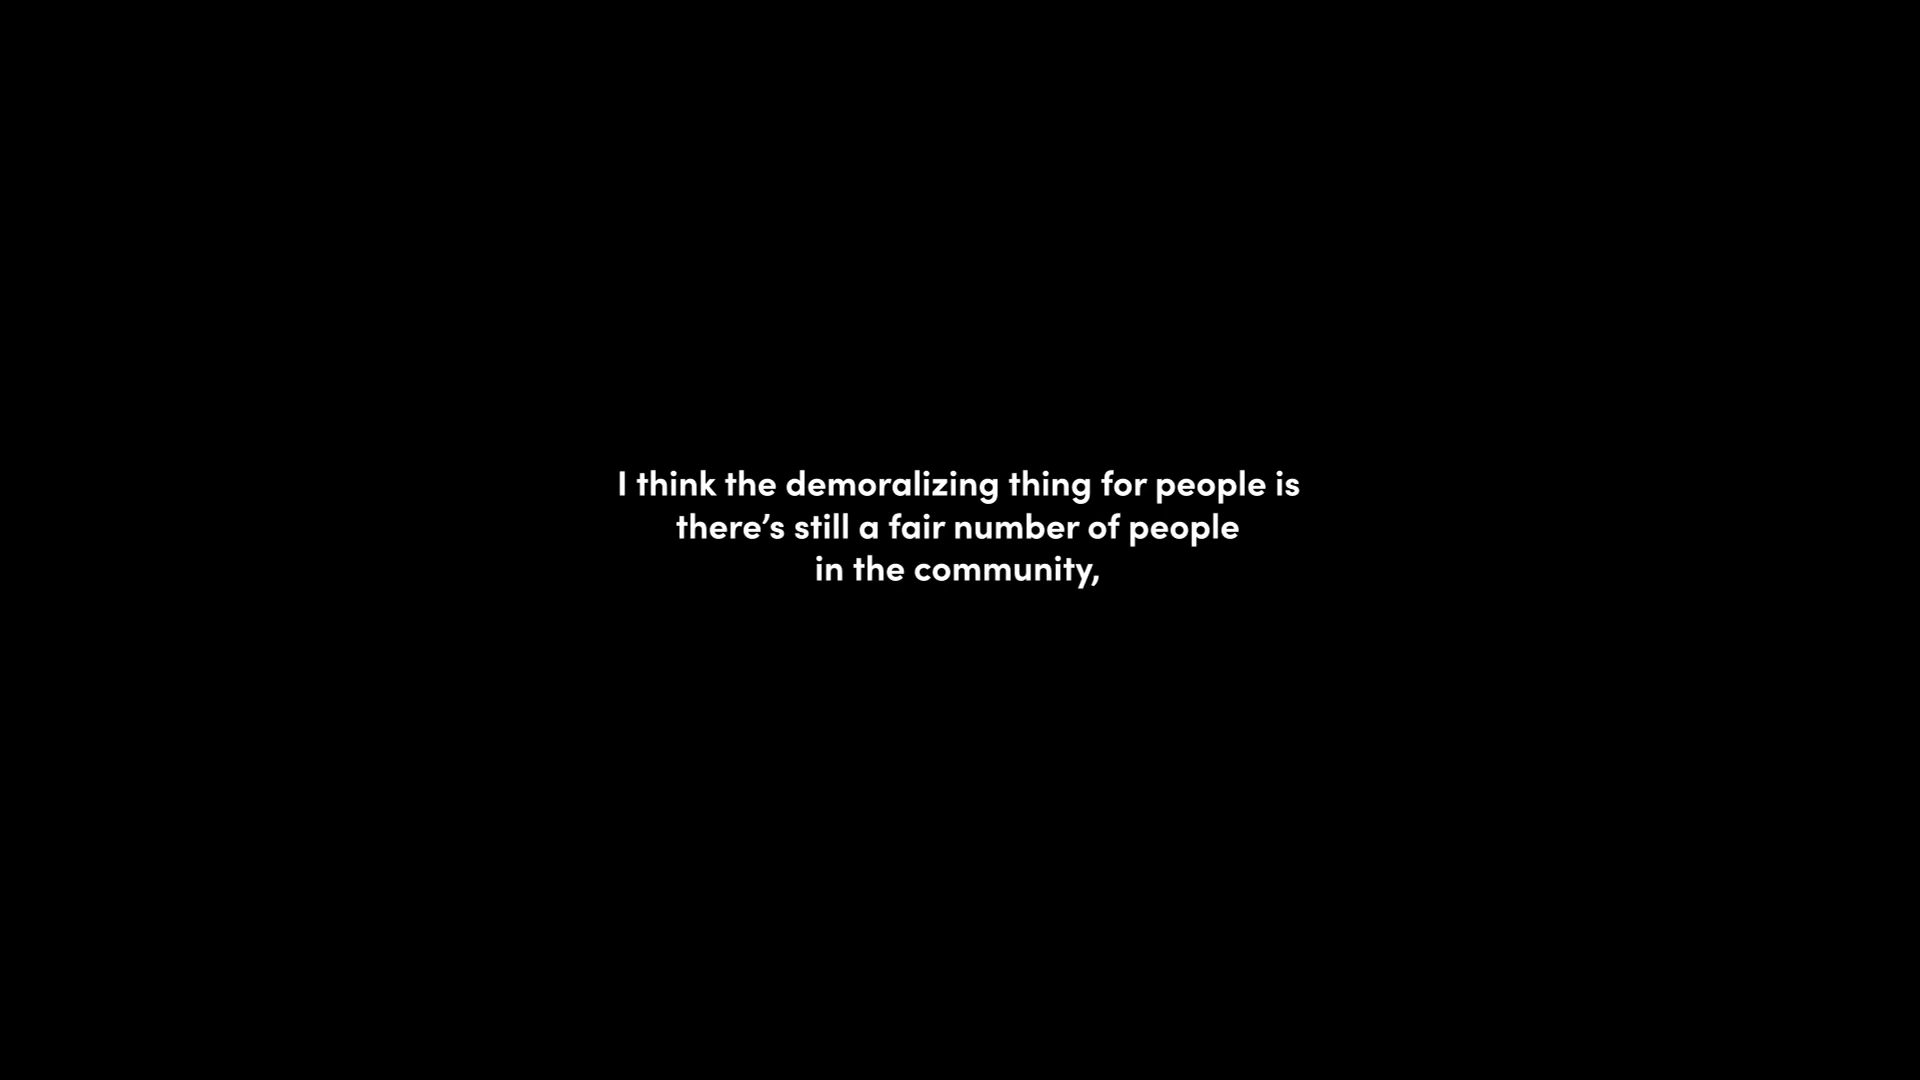 I think the demoralizing thing for people is
there’s still a fair number of people
in the community,